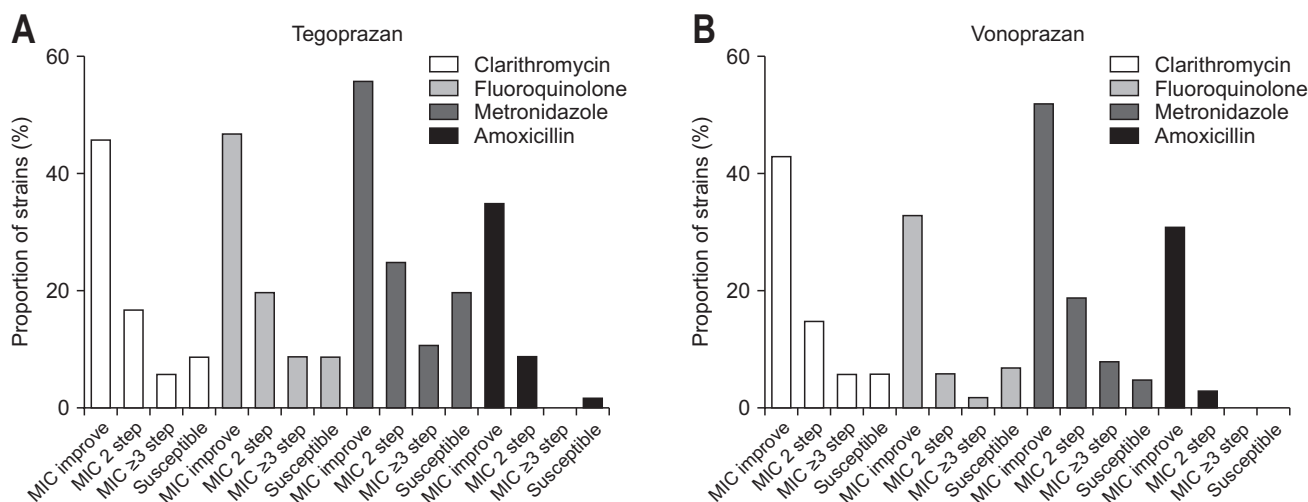 A
Tegoprazan
Proportion of strains (%)
60
40
20
0
Clarithromycin
Fluoroquinolone
Metronidazole
Amoxicillin
MIC improve
MIC 2 step
MIC ≥3 step
Susceptible
MIC improve
MIC 2 step
MIC ≥3 step
Susceptible
MIC improve
MIC 2 step
MIC ≥3 step
Susceptible
MIC improve
MIC 2 step
MIC ≥3 step
Susceptible
B
Vonoprazan
Proportion of strains (%)
60
40
20
0
Clarithromycin
Fluoroquinolone
Metronidazole
Amoxicillin
MIC improve
MIC 2 step
MIC ≥3 step
Susceptible
MIC improve
MIC 2 step
MIC ≥3 step
Susceptible
MIC improve
MIC 2 step
MIC ≥3 step
Susceptible
MIC improve
MIC 2 step
MIC ≥3 step
Susceptible